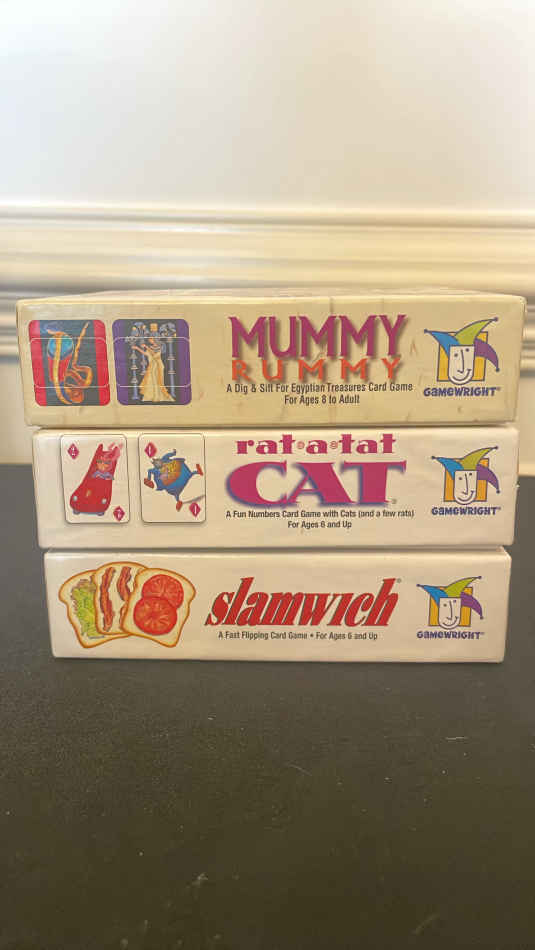 MUMMY
RUMMY
A Dig & Sift For Egyptian Treasures Card Game
For Ages 8 to Adult
GAMEWRIGHT®
rat•a•tat
CAT®
A Fun Numbers Card Game with Cats (and a few rats)
For Ages 6 and Up
GAMEWRIGHT®
slamwich®
A Fast Flipping Card Game • For Ages 6 and Up
GAMEWRIGHT®